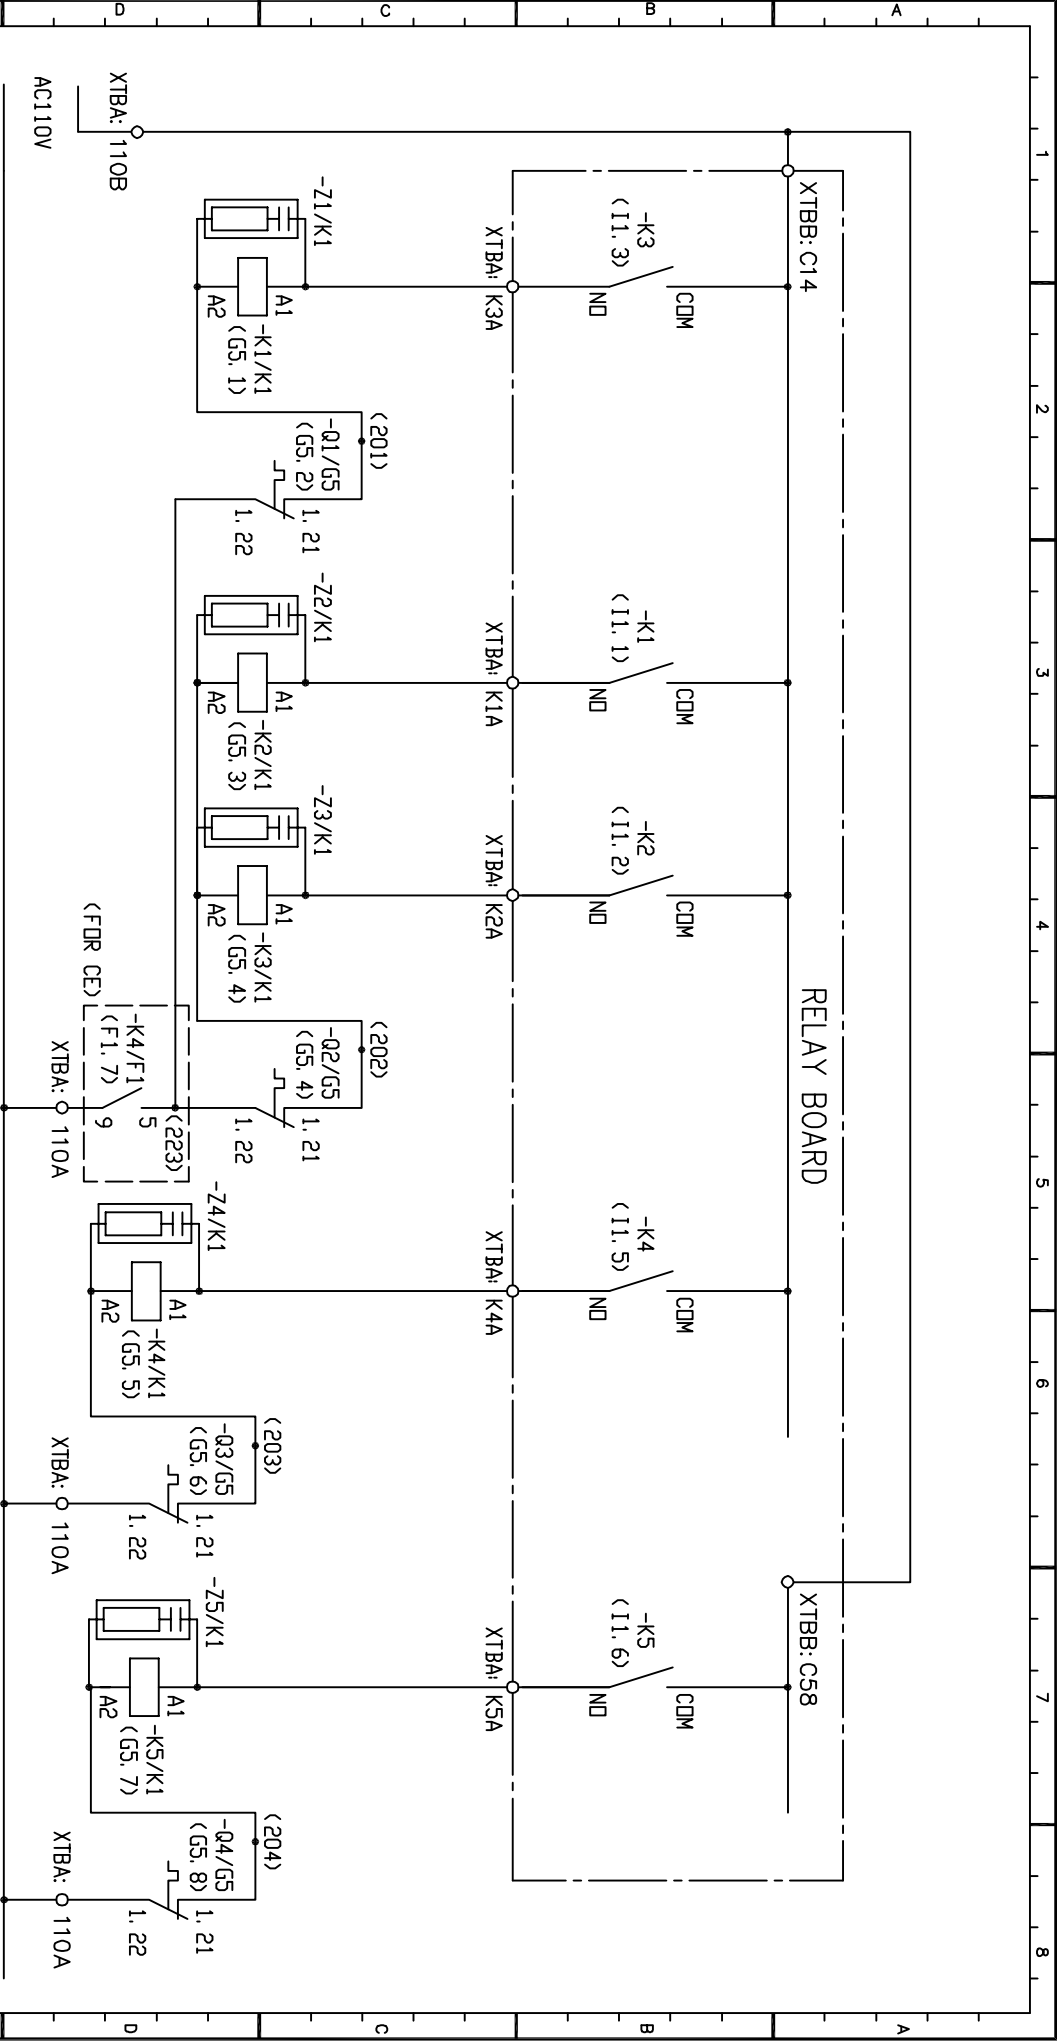 1
2
3
4
5
6
7
8
A
A
B
B
C
C
D
D
RELAY BOARD
XTBB: C14
XTBB: C58
-K3
(I1. 3)
COM
NO
-K1
(I1. 1)
COM
NO
-K2
(I1. 2)
COM
NO
-K4
(I1. 5)
COM
NO
-K5
(I1. 6)
COM
NO
XTBA: K3A
XTBA: K1A
XTBA: K2A
XTBA: K4A
XTBA: K5A
-Z1/K1
A1
A2
-K1/K1
(G5. 1)
(201)
-Q1/G5
(G5. 2)
1. 21
1. 22
-Z2/K1
A1
A2
-K2/K1
(G5. 3)
-Z3/K1
A1
A2
-K3/K1
(G5. 4)
(202)
-Q2/G5
(G5. 4)
1. 21
1. 22
(FOR CE)
-K4/F1
(F1. 7)
(223)
5
9
XTBA: 110A
-Z4/K1
A1
A2
-K4/K1
(G5. 5)
(203)
-Q3/G5
(G5. 6)
1. 21
1. 22
XTBA: 110A
-Z5/K1
A1
A2
-K5/K1
(G5. 7)
(204)
-Q4/G5
(G5. 8)
1. 21
1. 22
XTBA: 110A
XTBA: 110B
AC110V